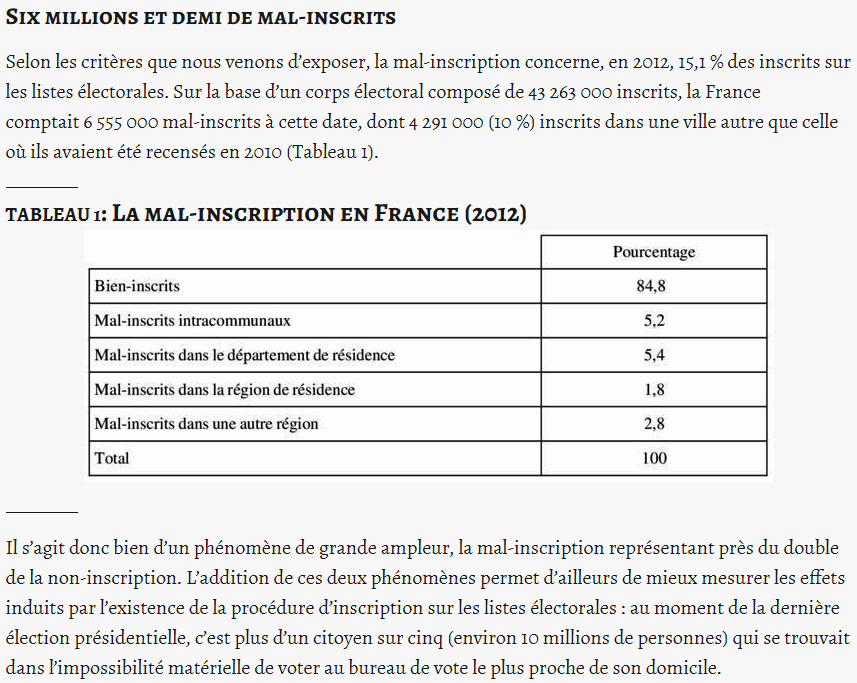 Six millions et demi de mal-inscrits
Selon les critères que nous venons d'exposer, la mal-inscription concerne, en 2012, 15,1 % des inscrits sur
les listes électorales. Sur la base d'un corps électoral composé de 43 263 000 inscrits, la France
comptait 6 555 000 mal-inscrits à cette date, dont 4 291 000 (10 %) inscrits dans une ville autre que celle
où ils avaient été recensés en 2010 (Tableau 1).
TABLEAU 1: La mal-inscription en France (2012)
Pourcentage
Bien-inscrits 84,8
Mal-inscrits intracommunaux 5,2
Mal-inscrits dans le département de résidence 5,4
Mal-inscrits dans la région de résidence 1,8
Mal-inscrits dans une autre région 2,8
Total 100
Il s'agit donc bien d'un phénomène de grande ampleur, la mal-inscription représentant près du double
de la non-inscription. L'addition de ces deux phénomènes permet d'ailleurs de mieux mesurer les effets
induits par l'existence de la procédure d'inscription sur les listes électorales : au moment de la dernière
élection présidentielle, c'est plus d'un citoyen sur cinq (environ 10 millions de personnes) qui se trouvait
dans l'impossibilité matérielle de voter au bureau de vote le plus proche de son domicile.